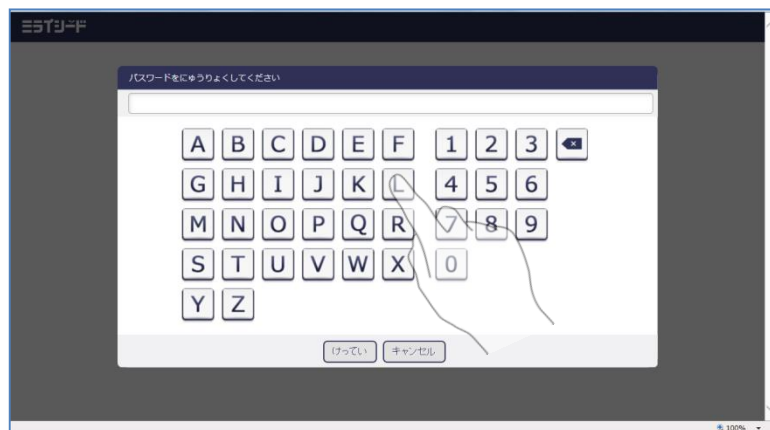 ミライシード
パスワードをにゅうりょくしてください
A B C D E F 1 2 3
G H I J K L 4 5 6
M N O P Q R 7 8 9
S T U V W X 0
Y Z
けってい キャンセル
100%